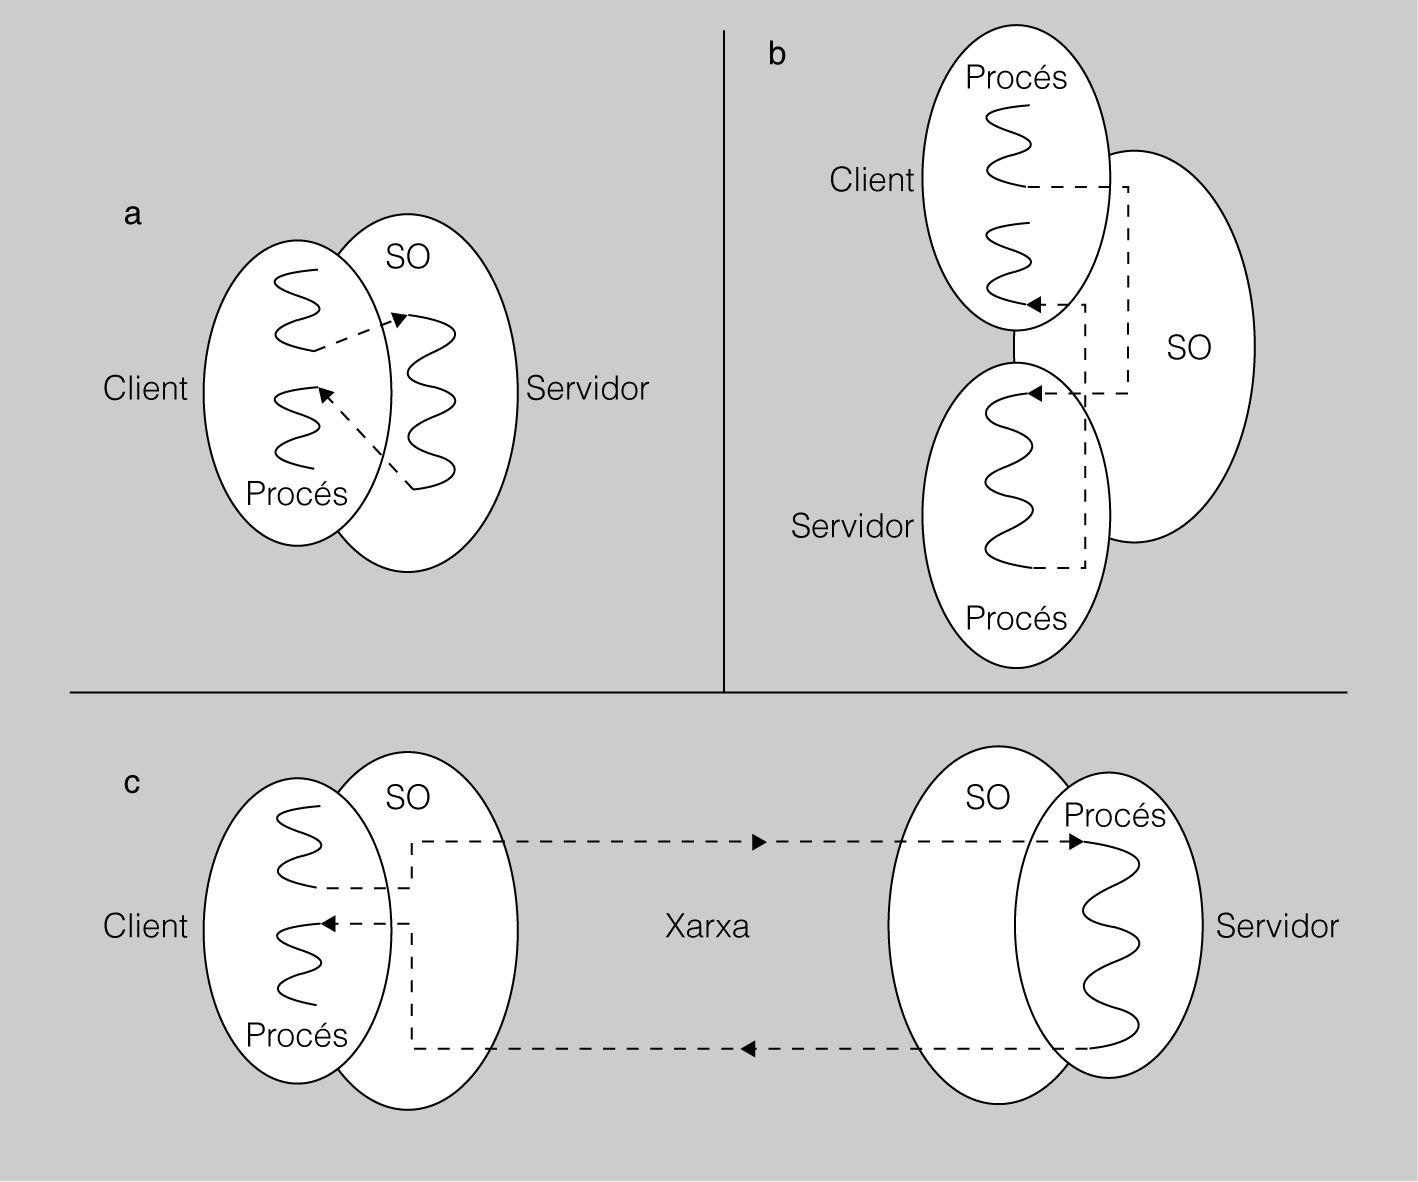 a
SO
Client
Servidor
Procés
b
Procés
Client
SO
Servidor
Procés
c
SO
Client
Procés
Xarxa
SO
Procés
Servidor